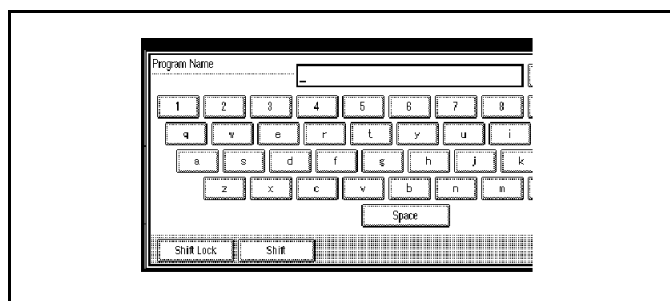 Program Name
_
1 2 3 4 5 6 7 8
q w e r t y u i
a s d f g h j k
z x c v b n m
Space
Shift Lock Shift